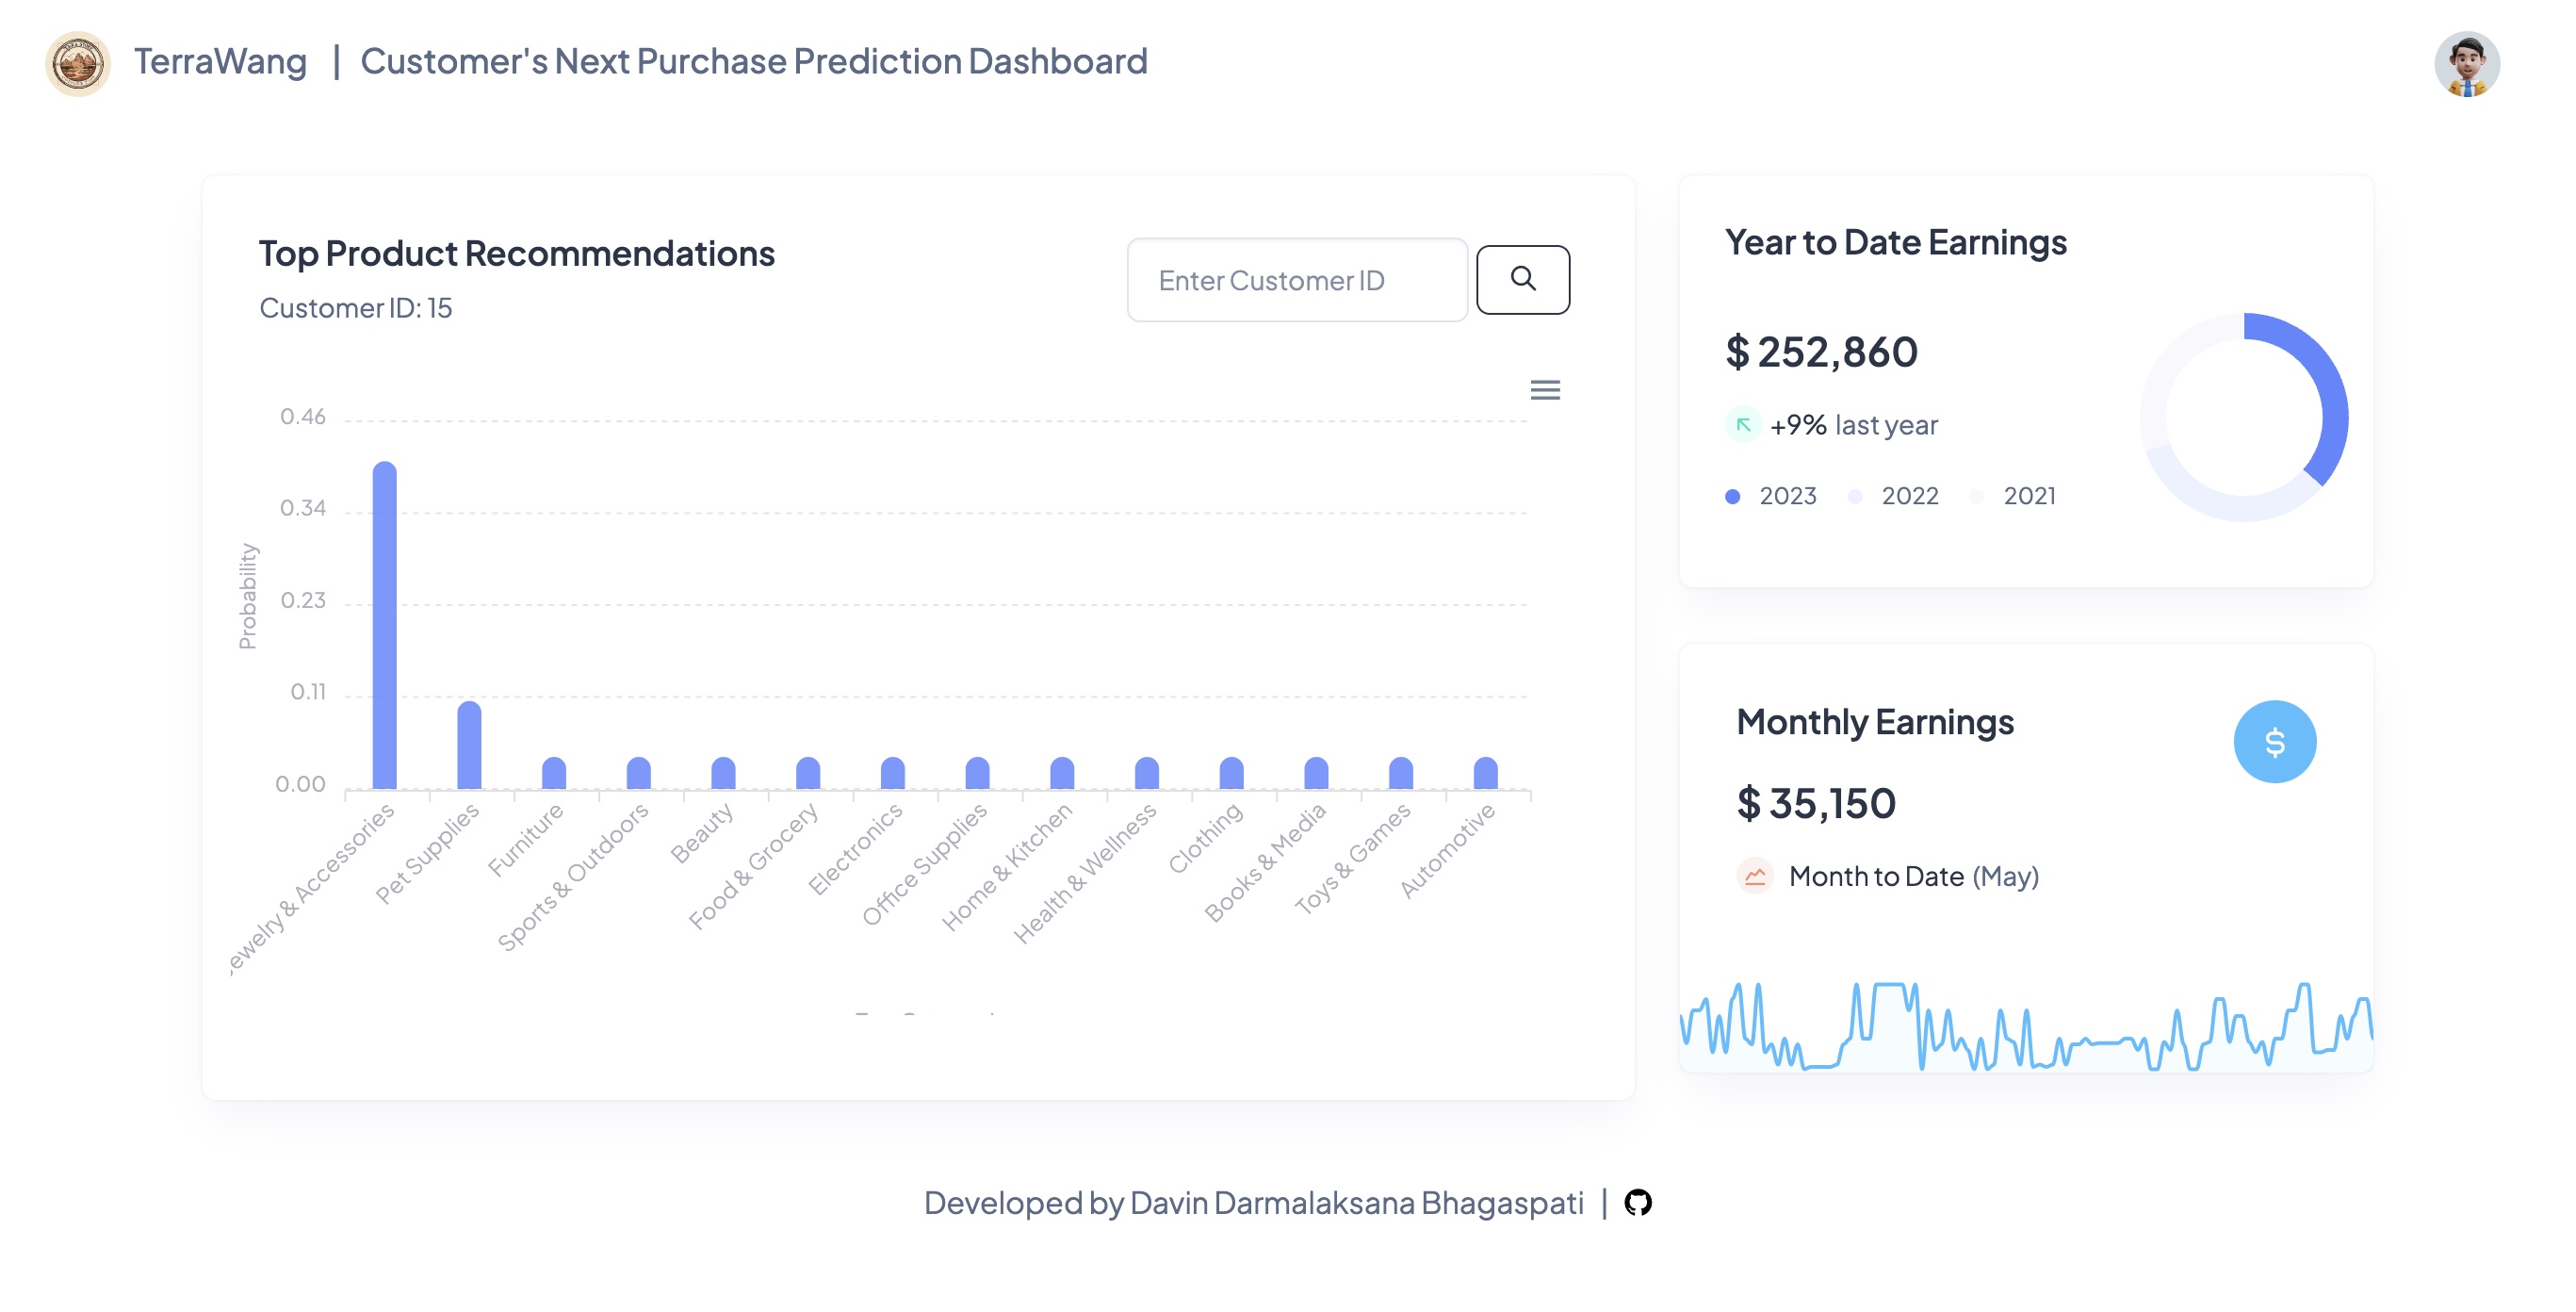 TerraWang | Customer's Next Purchase Prediction Dashboard
Top Product Recommendations
Customer ID: 15
Enter Customer ID
0.46
0.34
0.23
0.11
0.00
Probability
ewelry & Accessories
Pet Supplies
Furniture
Sports & Outdoors
Beauty
Food & Grocery
Electronics
Office Supplies
Home & Kitchen
Health & Wellness
Clothing
Books & Media
Toys & Games
Automotive
Year to Date Earnings
$ 252,860
+9% last year
2023 2022 2021
Monthly Earnings
$
$ 35,150
Month to Date (May)
Developed by Davin Darmalaksana Bhagaspati |